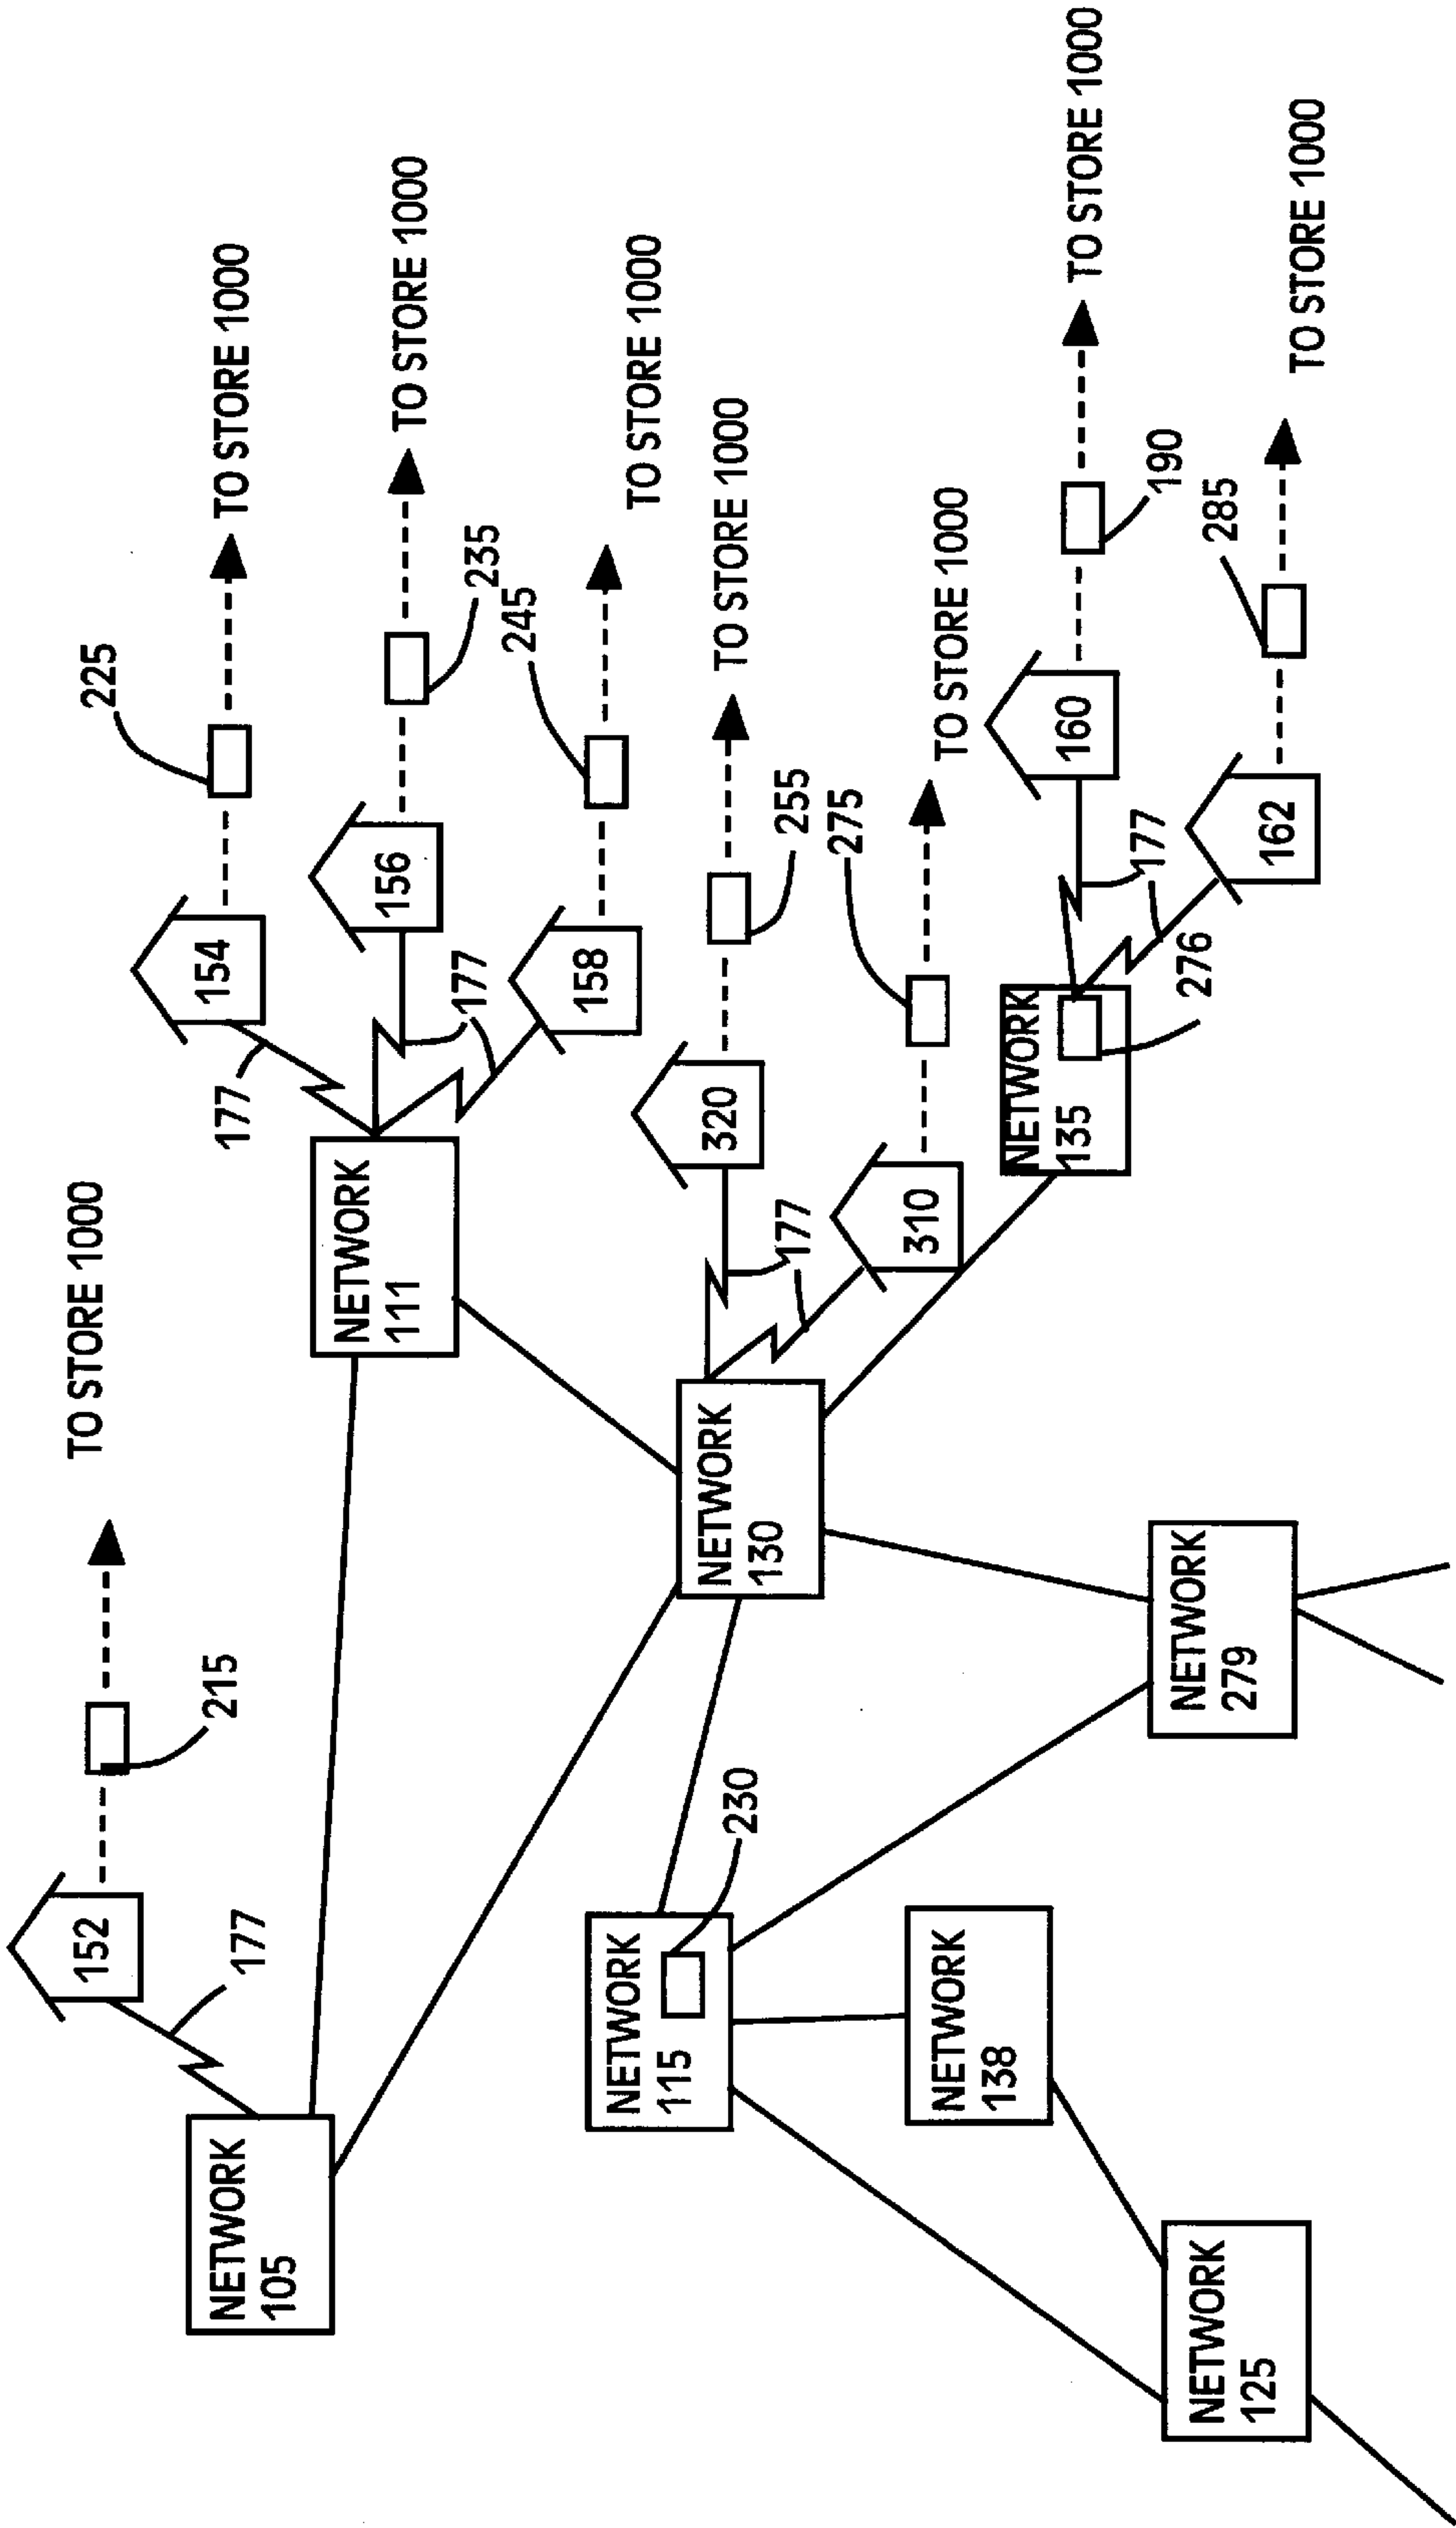 TO STORE 1000
152
215
177
NETWORK
105
225
TO STORE 1000
154
177
NETWORK
111
156
TO STORE 1000
235
177
245
158
TO STORE 1000
320
TO STORE 1000
255
177
NETWORK
130
275
310
TO STORE 1000
NETWORK
115
230
NETWORK
135
276
160
TO STORE 1000
190
177
285
162
TO STORE 1000
NETWORK
138
NETWORK
279
NETWORK
125